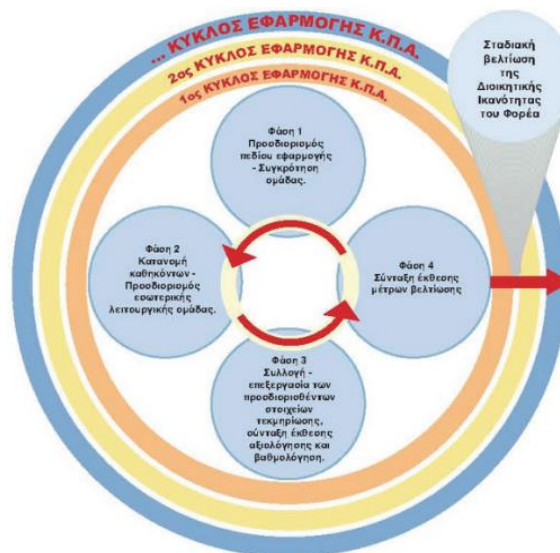 ... ΚΥΚΛΟΣ ΕΦΑΡΜΟΓΗΣ Κ.Π.Α.
2ος ΚΥΚΛΟΣ ΕΦΑΡΜΟΓΗΣ Κ.Π.Α.
1ος ΚΥΚΛΟΣ ΕΦΑΡΜΟΓΗΣ Κ.Π.Α.
Σταδιακή
βελτίωση
της
Διοικητικής
Ικανότητας
του Φορέα
Φάση 1
Προσδιορισμός
πεδίου εφαρμογής
- Συγκρότηση
ομάδας.
Φάση 2
Κατανομή
καθηκόντων -
Προσδιορισμός
εσωτερικής
λειτουργικής ομάδας.
Φάση 4
Σύνταξη έκθεσης
μέτρων βελτίωσης
Φάση 3
Συλλογή -
επεξεργασία των
προσδιορισθέντων
στοιχείων
τεκμηρίωσης,
σύνταξη έκθεσης
αξιολόγησης και
βαθμολόγηση.